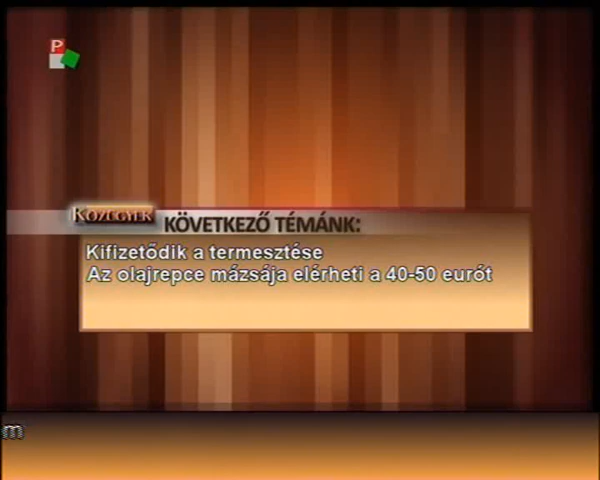 P
KÖZÜGYEK
KÖVETKEZŐ TÉMÁNK:
Kifizetődik a termesztése
Az olajrepce mázsája elérheti a 40-50 eurót
m